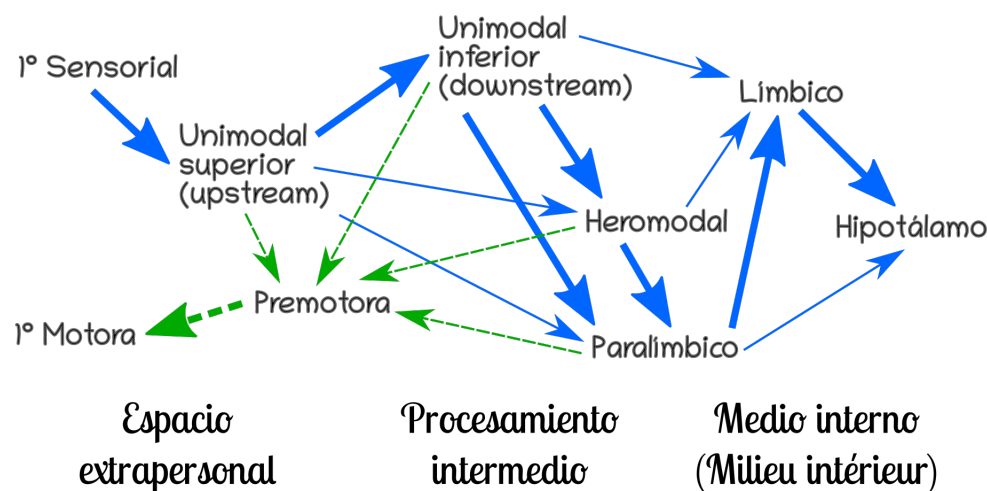 1º Sensorial
Unimodal
superior
(upstream)
Unimodal
inferior
(downstream)
Límbico
Heromodal
Hipotálamo
Premotora
1º Motora
Paralímbico
Espacio
extrapersonal
Procesamiento
intermedio
Medio interno
(Milieu intérieur)